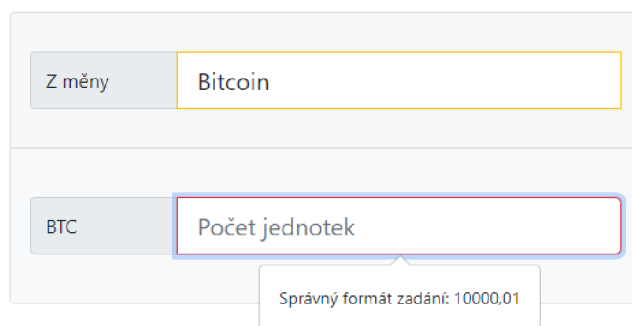 Z měny Bitcoin
BTC Počet jednotek
Správný formát zadání: 10000,01